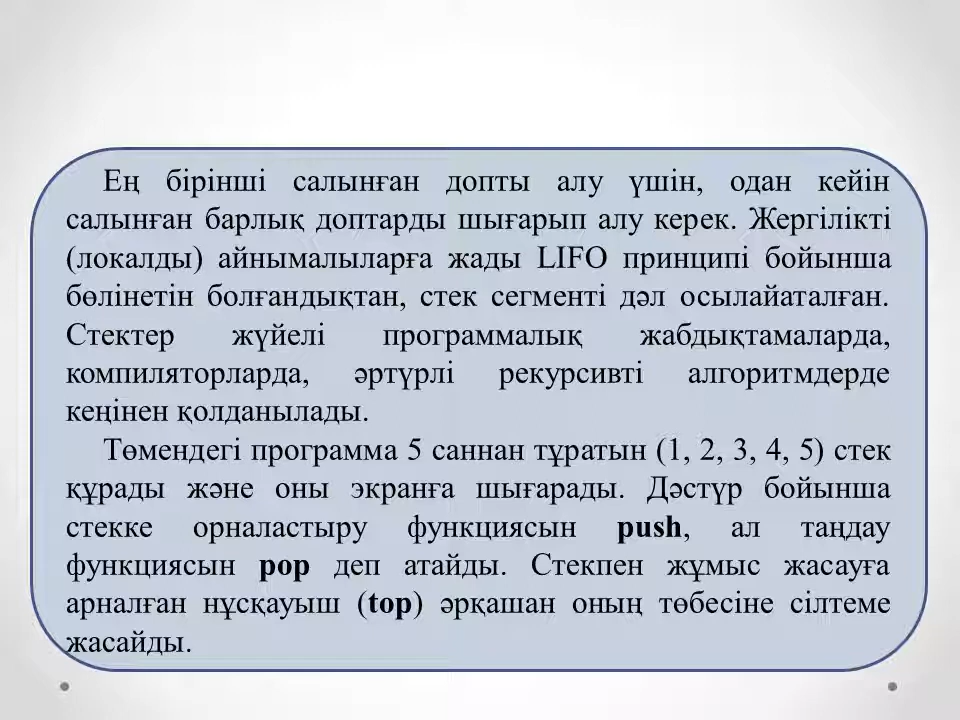 Ең бірінші салынған допты алу үшін, одан кейін
салынған барлық доптарды шығарып алу керек. Жергілікті
(локалды) айнымалыларға жады LIFO принципі бойынша
бөлінетін болғандықтан, стек сегменті дәл осылайаталған.
Стектер жүйелі программалық жабдықтамаларда,
компиляторларда, әртүрлі рекурсивті алгоритмдерде
кеңінен қолданылады.
Төмендегі программа 5 саннан тұратын (1, 2, 3, 4, 5) стек
құрады және оны экранға шығарады. Дәстүр бойынша
стекке орналастыру функциясын push, ал таңдау
функциясын pop деп атайды. Стекпен жұмыс жасауға
арналған нұсқауыш (top) әрқашан оның төбесіне сілтеме
жасайды.